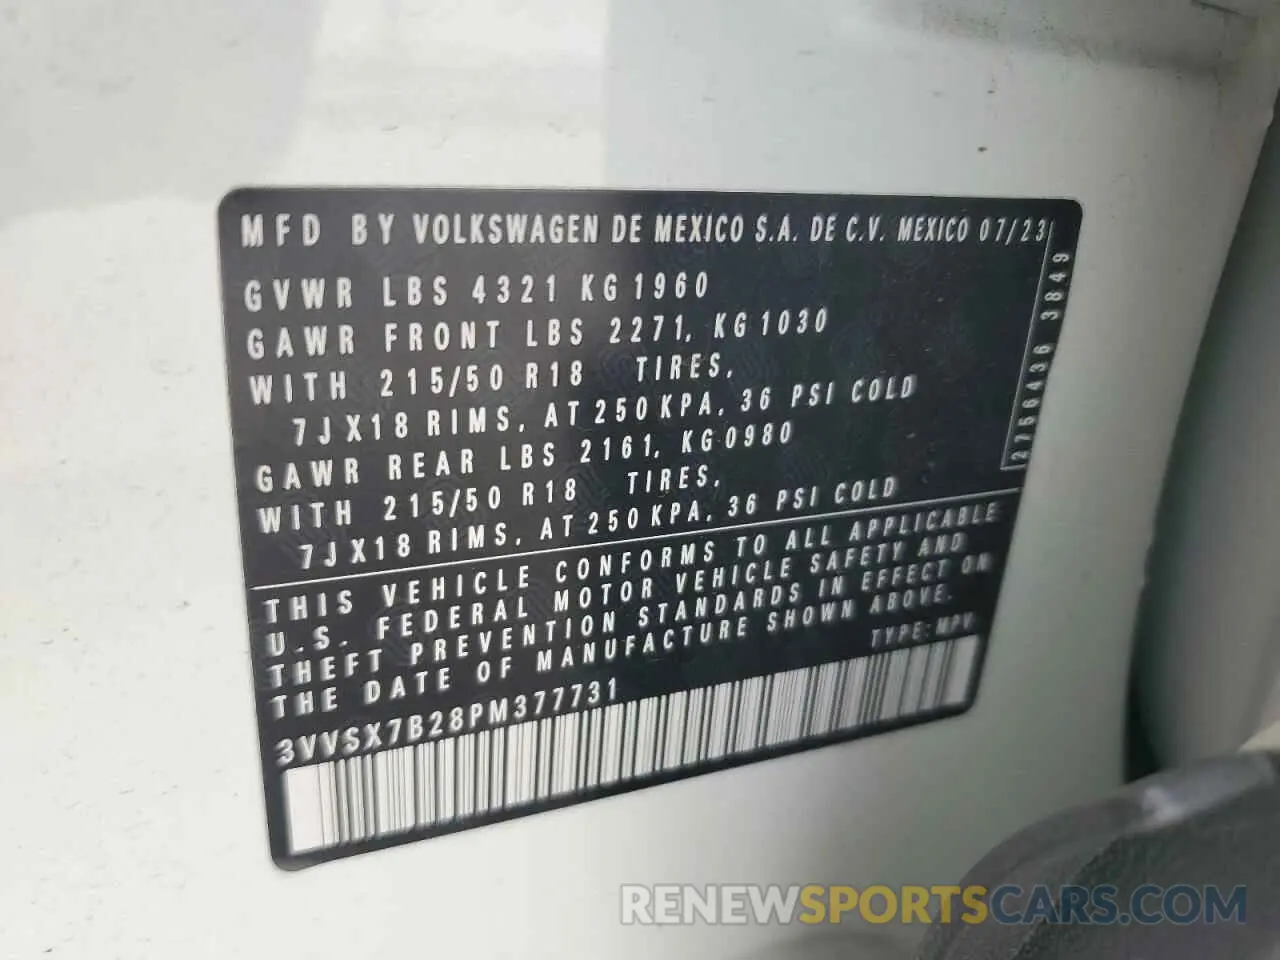 MFD BY VOLKSWAGEN DE MEXICO S.A. DE C.V. MEXICO 07/23
GVWR LBS 4321 KG 1960
GAWR FRONT LBS 2271, KG 1030
WITH 215/50 R18 TIRES,
7JX18 RIMS, AT 250 KPA, 36 PSI COLD
GAWR REAR LBS 2161, KG 0980
WITH 215/50 R18 TIRES,
7JX18 RIMS, AT 250 KPA, 36 PSI COLD
2256436 3849
THIS VEHICLE CONFORMS TO ALL APPLICABLE
U.S. FEDERAL MOTOR VEHICLE SAFETY AND
THEFT PREVENTION STANDARDS IN EFFECT ON
THE DATE OF MANUFACTURE SHOWN ABOVE.
TYPE: MPV
3VVSX7B28PM377731
RENEWSPORTSCARS.COM